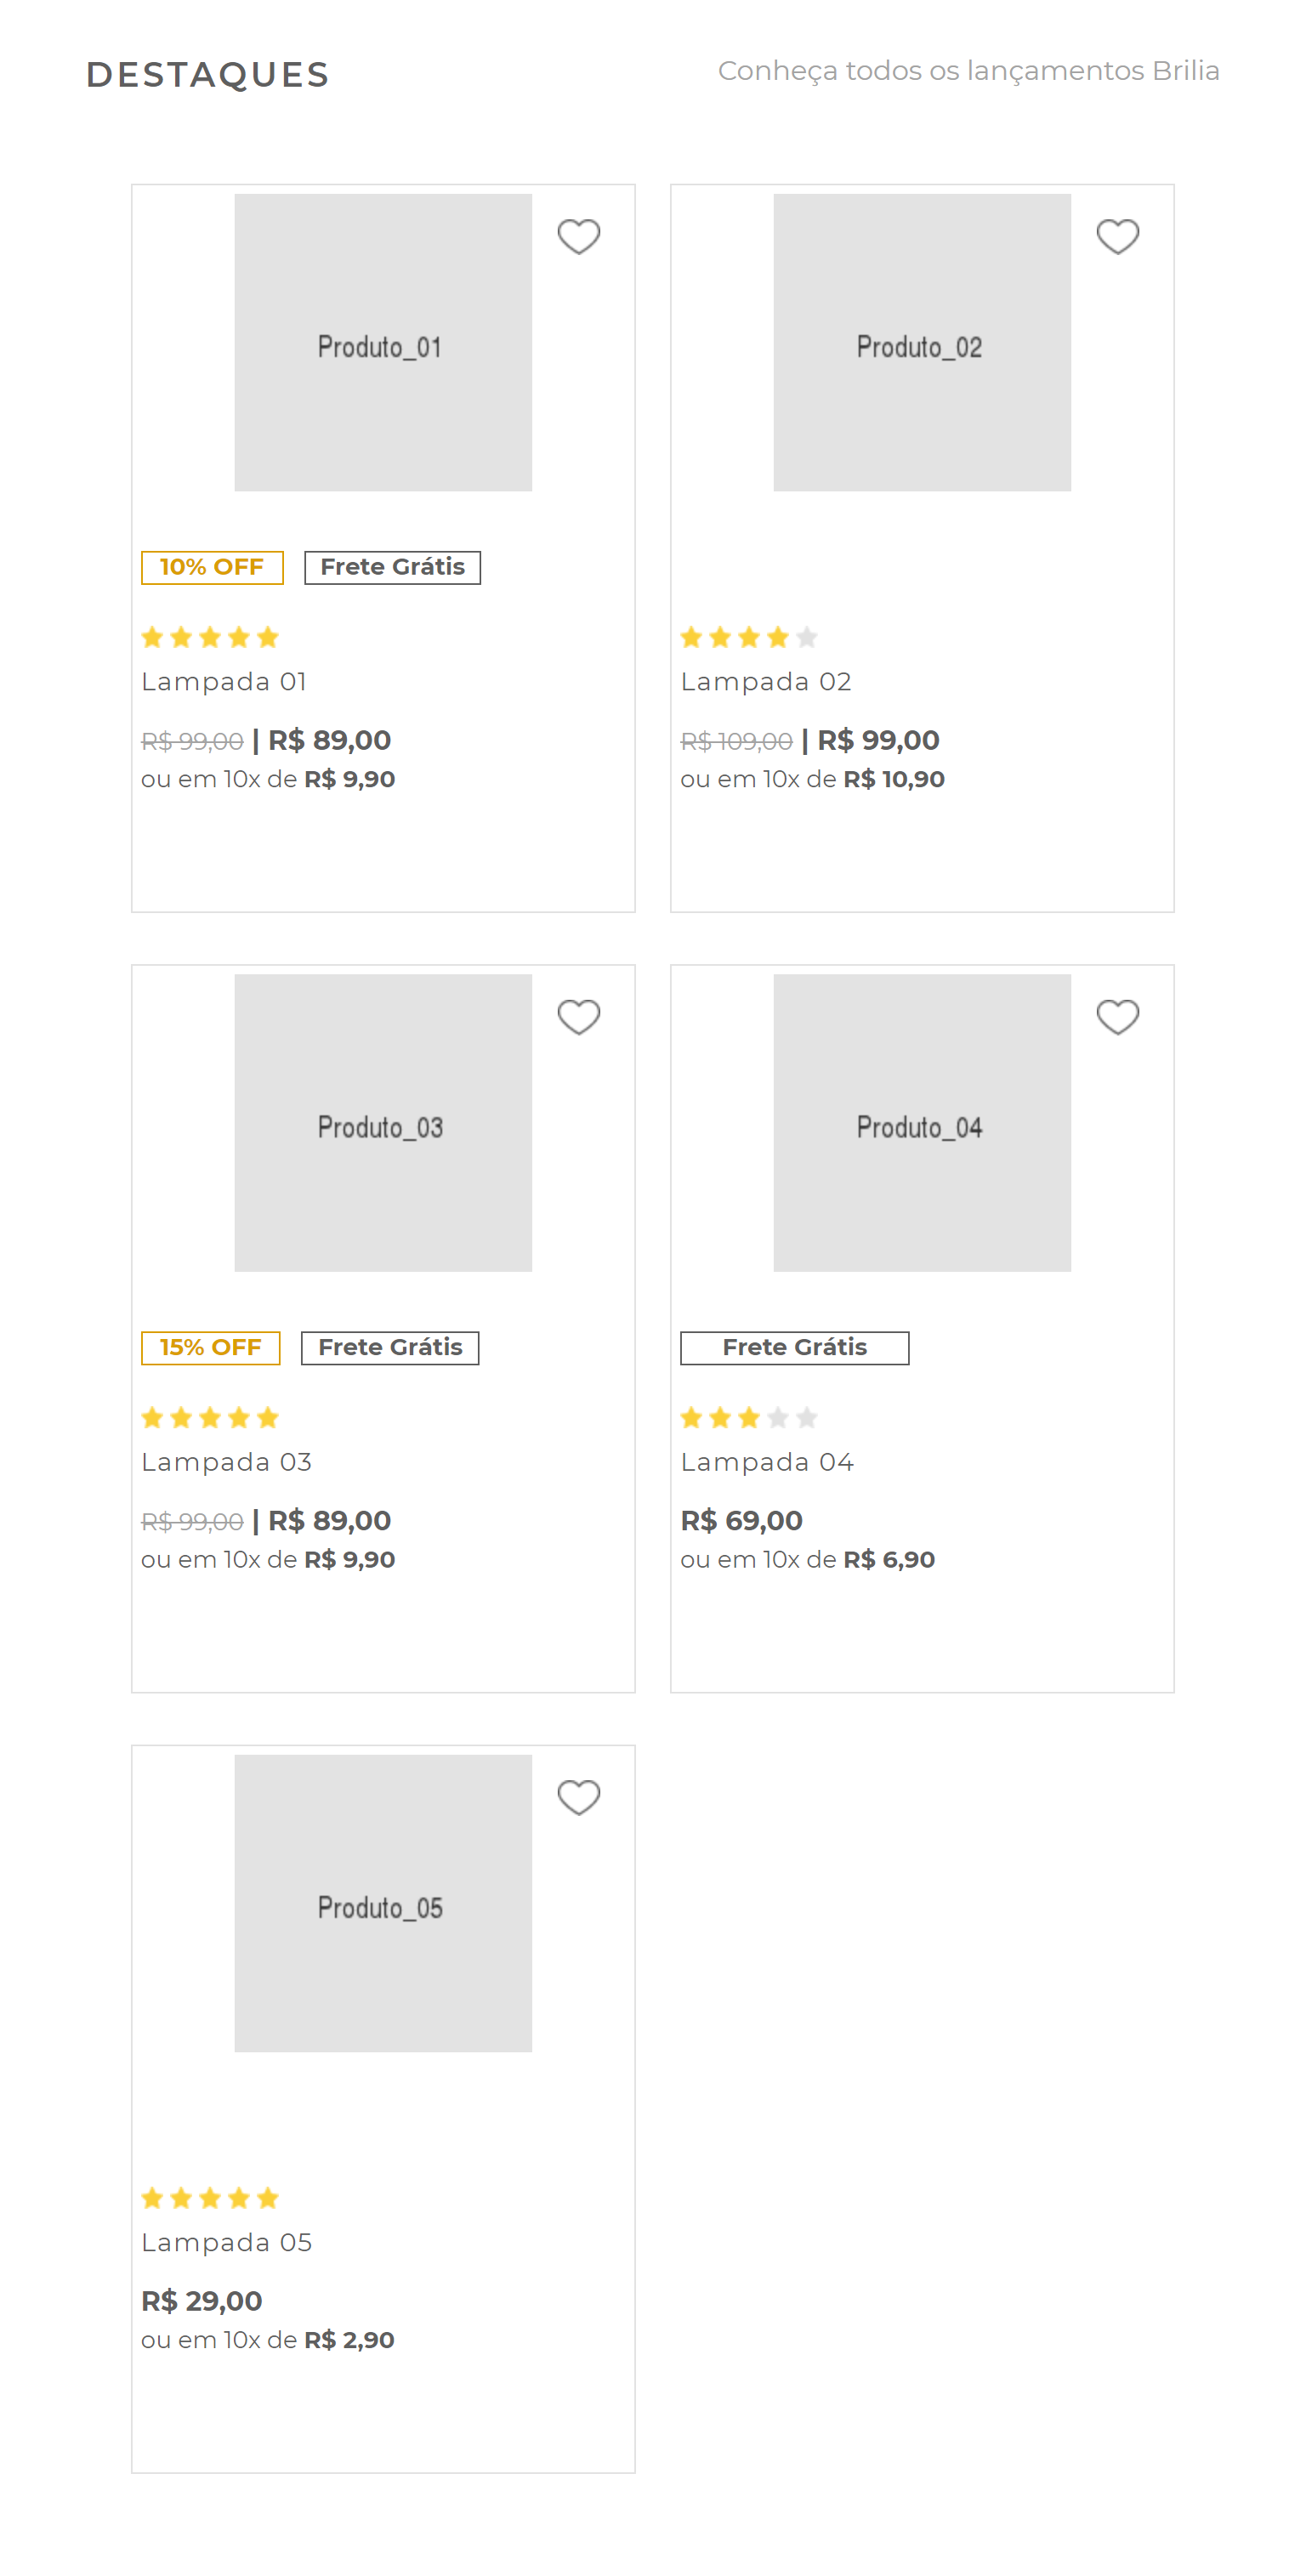 DESTAQUES
Conheça todos os lançamentos Brilia
Produto_01
10% OFF Frete Grátis
Lampada 01
R$ 99,00 | R$ 89,00
ou em 10x de R$ 9,90
Produto_02
Lampada 02
R$ 109,00 | R$ 99,00
ou em 10x de R$ 10,90
Produto_03
15% OFF Frete Grátis
Lampada 03
R$ 99,00 | R$ 89,00
ou em 10x de R$ 9,90
Produto_04
Frete Grátis
Lampada 04
R$ 69,00
ou em 10x de R$ 6,90
Produto_05
Lampada 05
R$ 29,00
ou em 10x de R$ 2,90